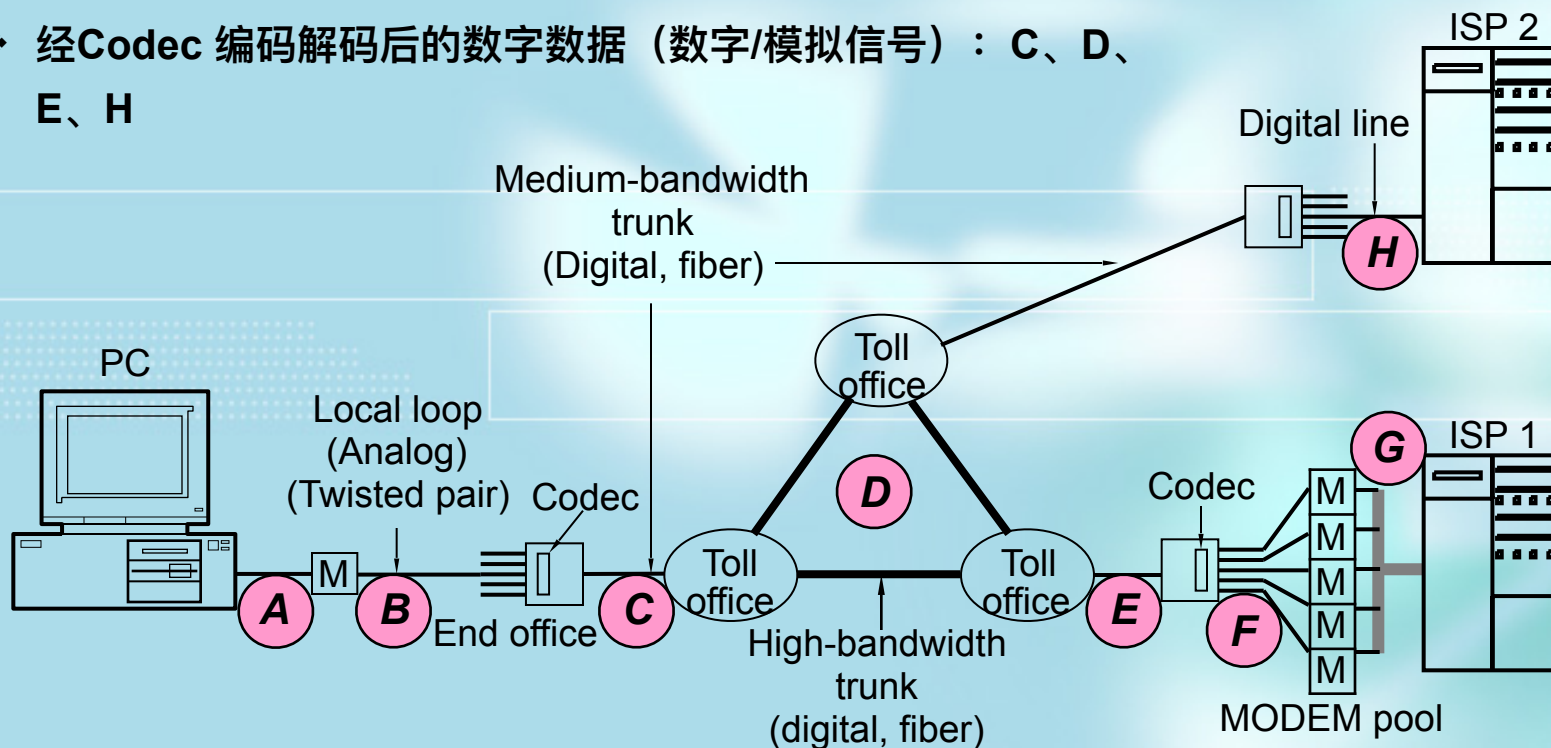 经Codec 编码解码后的数字数据（数字/模拟信号）：C、D、
E、H
ISP 2
Digital line
H
Medium-bandwidth
trunk
(Digital, fiber)
PC
Local loop
(Analog)
(Twisted pair)
Codec
Toll
office
D
Codec
G
ISP 1
M
M
M
M
M
M
A
B
End office
C
Toll
office
Toll
office
E
F
High-bandwidth
trunk
(digital, fiber)
MODEM pool